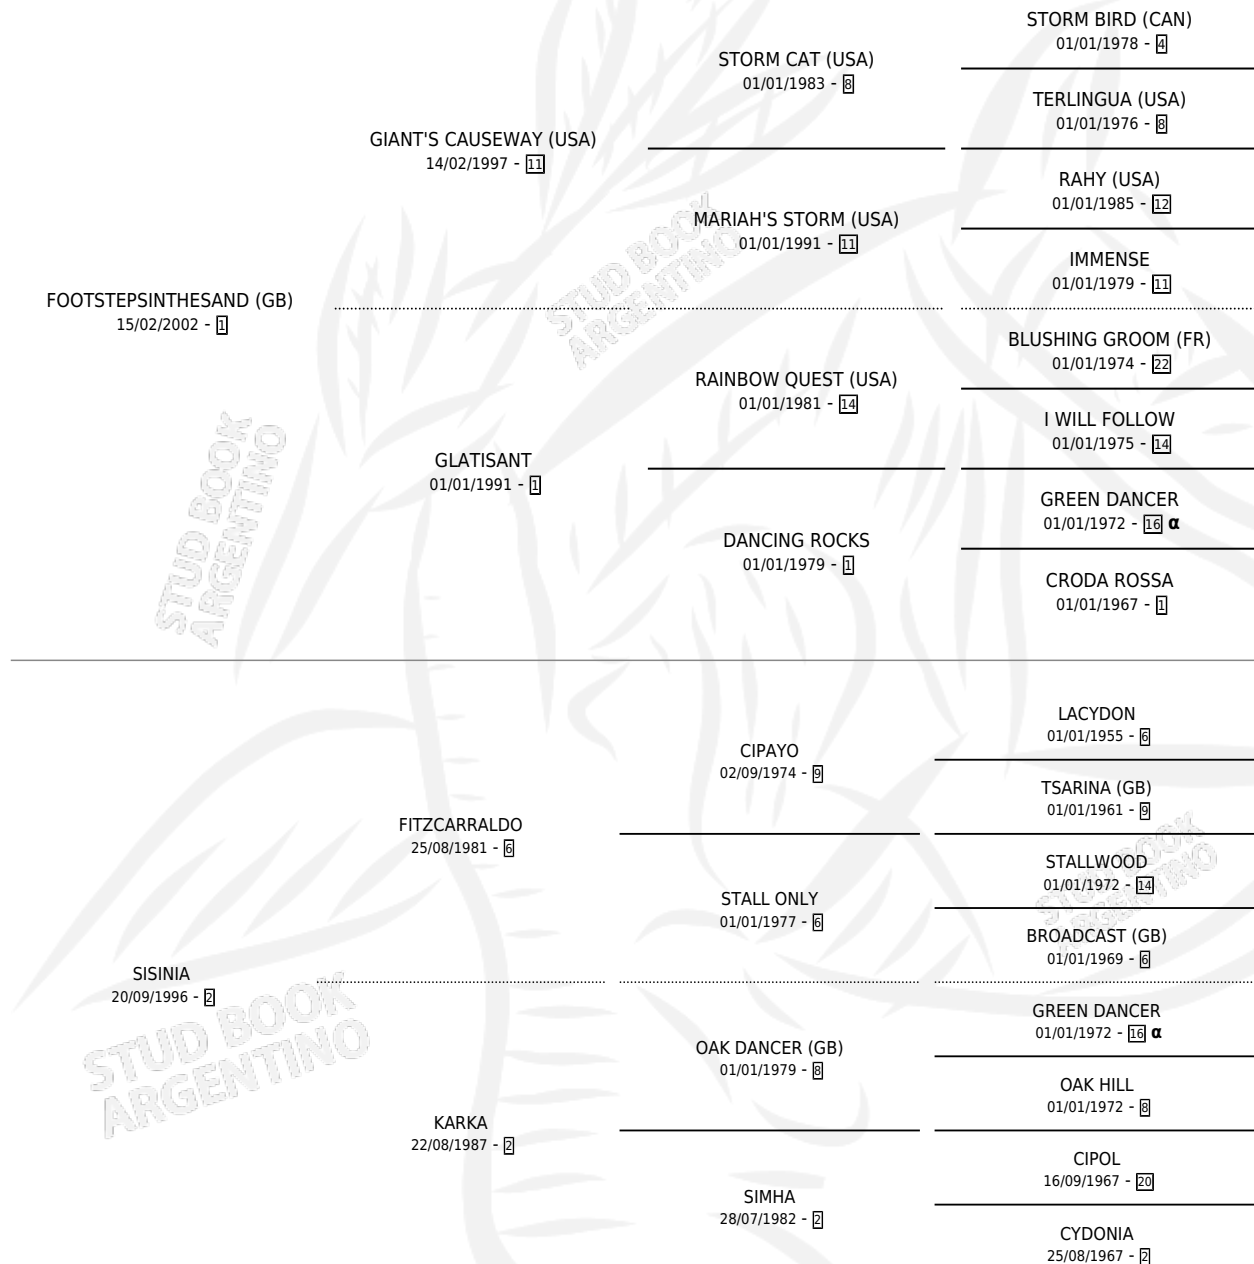 STORM BIRD (CAN)
01/01/1978 - 4
STORM CAT (USA)
01/01/1983 - 8
TERLINGUA (USA)
01/01/1976 - 8
GIANT'S CAUSEWAY (USA)
14/02/1997 - 11
RAHY (USA)
01/01/1985 - 12
MARIAH'S STORM (USA)
01/01/1991 - 11
IMMENSE
01/01/1979 - 11
FOOTSTEPSINTHESAND (GB)
15/02/2002 - 1
BLUSHING GROOM (FR)
01/01/1974 - 22
RAINBOW QUEST (USA)
01/01/1981 - 14
I WILL FOLLOW
01/01/1975 - 14
GLATISANT
01/01/1991 - 1
GREEN DANCER
01/01/1972 - 16 α
DANCING ROCKS
01/01/1979 - 1
CRODA ROSSA
01/01/1967 - 1
LACYDON
01/01/1955 - 6
CIPAYO
02/09/1974 - 9
TSARINA (GB)
01/01/1961 - 9
FITZCARRALDO
25/08/1981 - 6
STALLWOOD
01/01/1972 - 14
STALL ONLY
01/01/1977 - 6
BROADCAST (GB)
01/01/1969 - 6
SISINIA
20/09/1996 - 2
GREEN DANCER
01/01/1972 - 16 α
OAK DANCER (GB)
01/01/1979 - 8
OAK HILL
01/01/1972 - 8
KARKA
22/08/1987 - 2
CIPOL
16/09/1967 - 20
SIMHA
28/07/1982 - 2
CYDONIA
25/08/1967 - 2
STUD BOOK
ARGENTINO
STUD BOOK
ARGENTINO
STUD BOOK
ARGENTINO
STUD BOOK
ARGENTINO